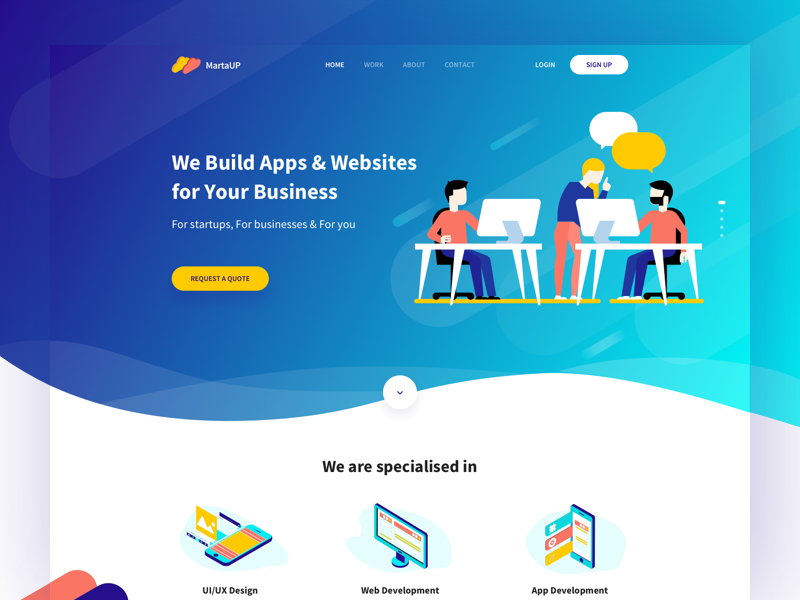 MartaUP
HOME WORK ABOUT CONTACT
LOGIN SIGN UP
We Build Apps & Websites
for Your Business
For startups, For businesses & For you
REQUEST A QUOTE
We are specialised in
UI/UX Design
Web Development
App Development